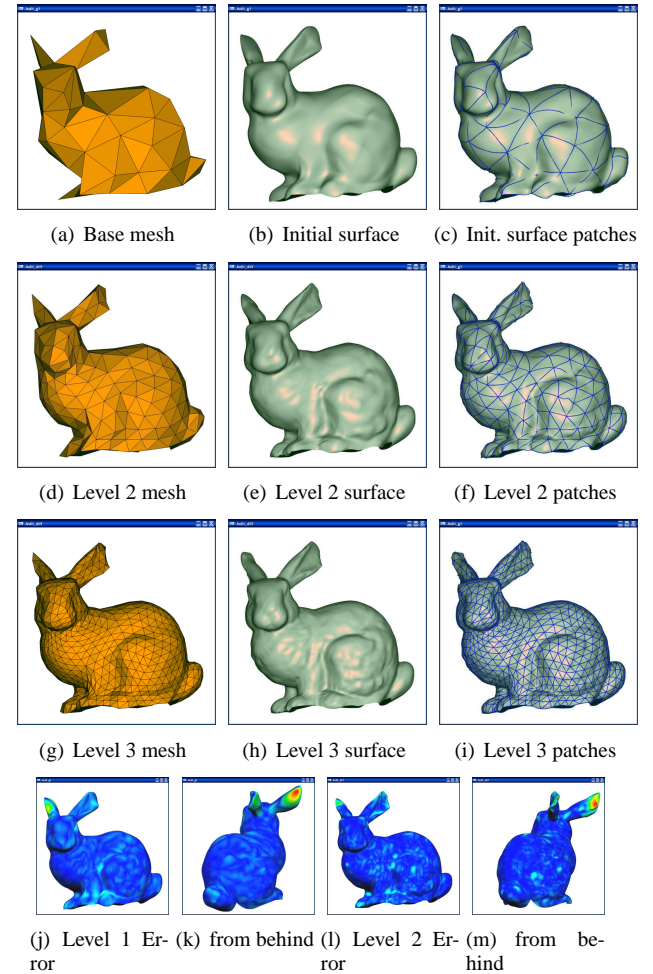 (a) Base mesh
(b) Initial surface
(c) Init. surface patches
(d) Level 2 mesh
(e) Level 2 surface
(f) Level 2 patches
(g) Level 3 mesh
(h) Level 3 surface
(i) Level 3 patches
(j) Level 1 Er-
ror
(k) from behind
(l) Level 2 Er-
ror
(m) from be-
hind